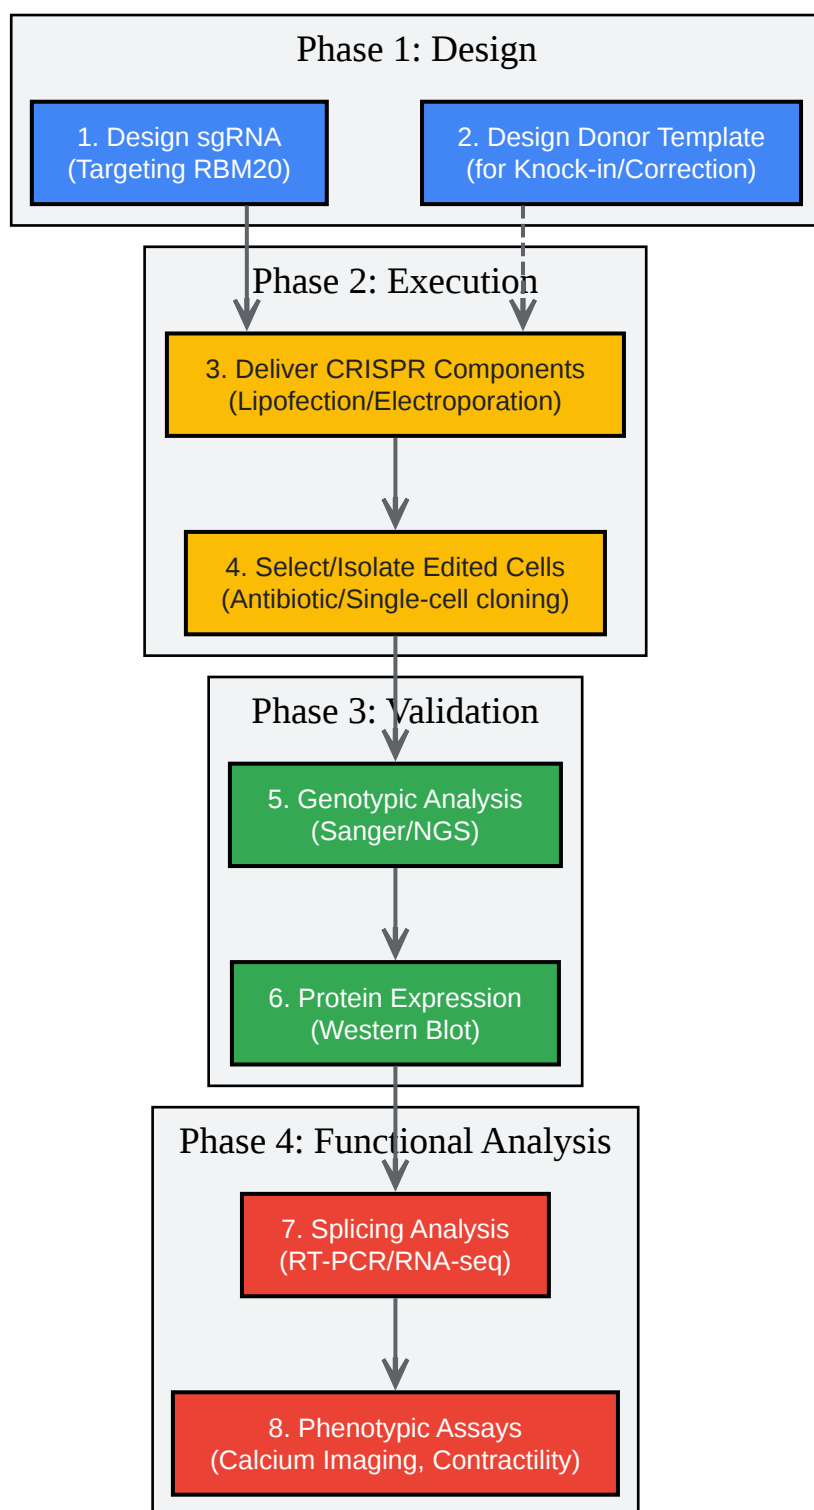 Phase 1: Design
1. Design sgRNA
(Targeting RBM20)
2. Design Donor Template
(for Knock-in/Correction)
Phase 2: Execution
3. Deliver CRISPR Components
(Lipofection/Electroporation)
4. Select/Isolate Edited Cells
(Antibiotic/Single-cell cloning)
Phase 3: Validation
5. Genotypic Analysis
(Sanger/NGS)
6. Protein Expression
(Western Blot)
Phase 4: Functional Analysis
7. Splicing Analysis
(RT-PCR/RNA-seq)
8. Phenotypic Assays
(Calcium Imaging, Contractility)